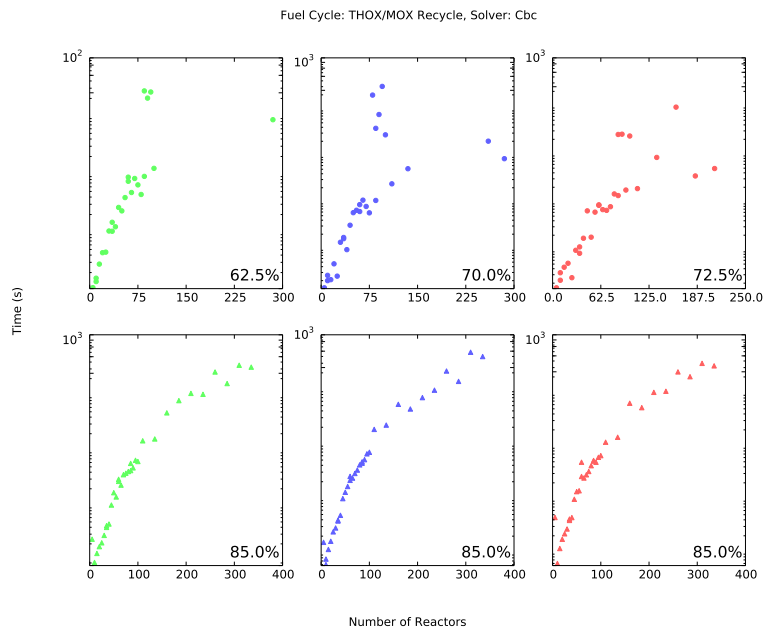 Fuel Cycle: THOX/MOX Recycle, Solver: Cbc
10² 10³ 10³
62.5% 70.0% 72.5%
0 75 150 225 300 0 75 150 225 300 0.0 62.5 125.0 187.5 250.0
Time (s)
10³ 10³ 10³
85.0% 85.0% 85.0%
0 100 200 300 400 0 100 200 300 400 0 100 200 300 400
Number of Reactors